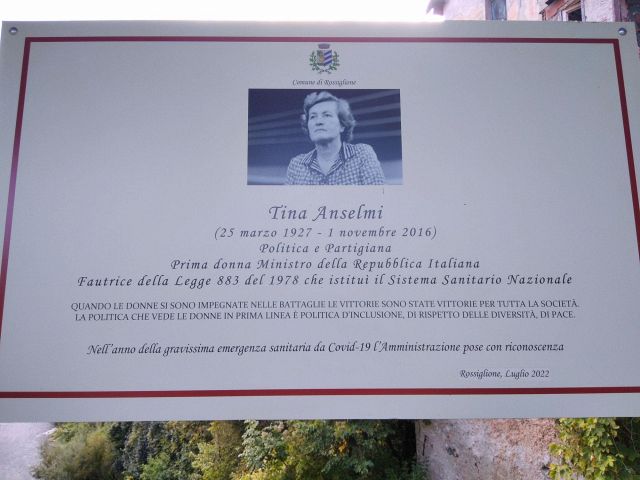 Comune di Rossiglione
Tina Anselmi
(25 marzo 1927 - 1 novembre 2016)
Politica e Partigiana
Prima donna Ministro della Repubblica Italiana
Fautrice della Legge 883 del 1978 che istituì il Sistema Sanitario Nazionale
QUANDO LE DONNE SI SONO IMPEGNATE NELLE BATTAGLIE LE VITTORIE SONO STATE VITTORIE PER TUTTA LA SOCIETÀ.
LA POLITICA CHE VEDE LE DONNE IN PRIMA LINEA È POLITICA D'INCLUSIONE, DI RISPETTO DELLE DIVERSITÀ, DI PACE.
Nell'anno della gravissima emergenza sanitaria da Covid-19 l'Amministrazione pose con riconoscenza
Rossiglione, Luglio 2022